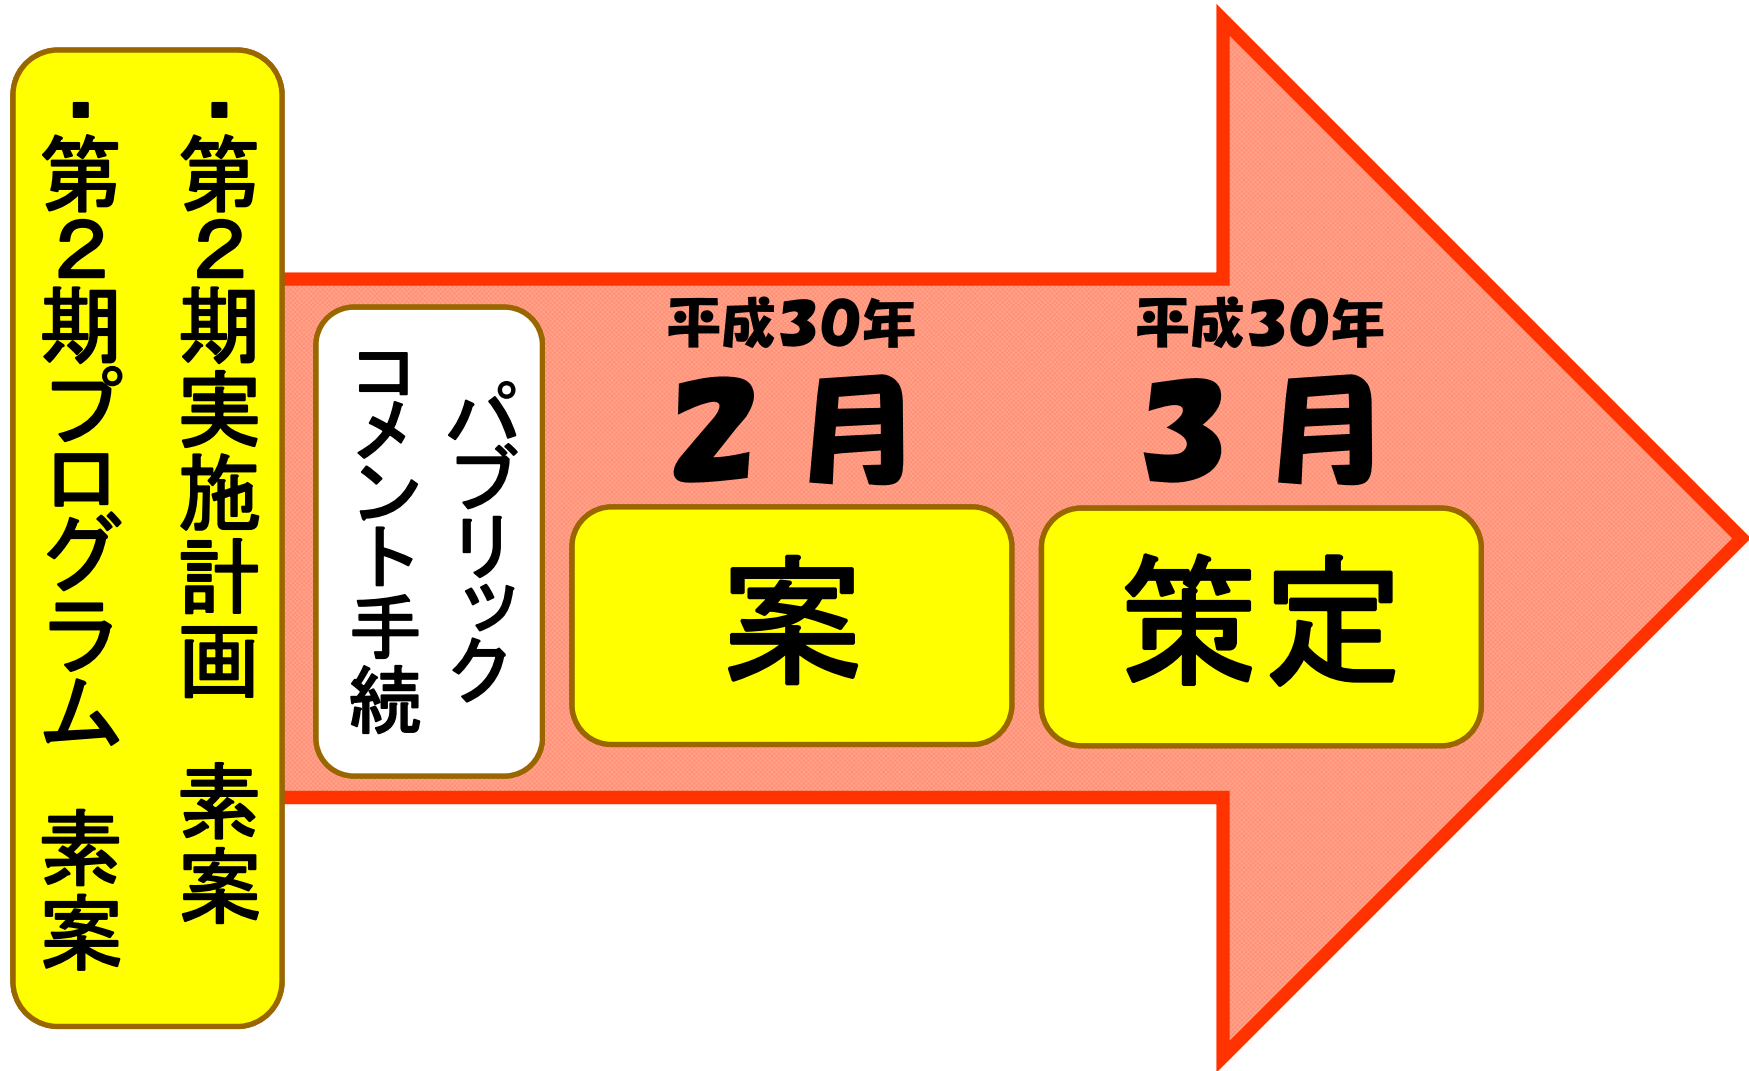 ・第２期実施計画　素案
・第２期プログラム　素案
パブリック
コメント手続
平成30年
2月
案
平成30年
3月
策定